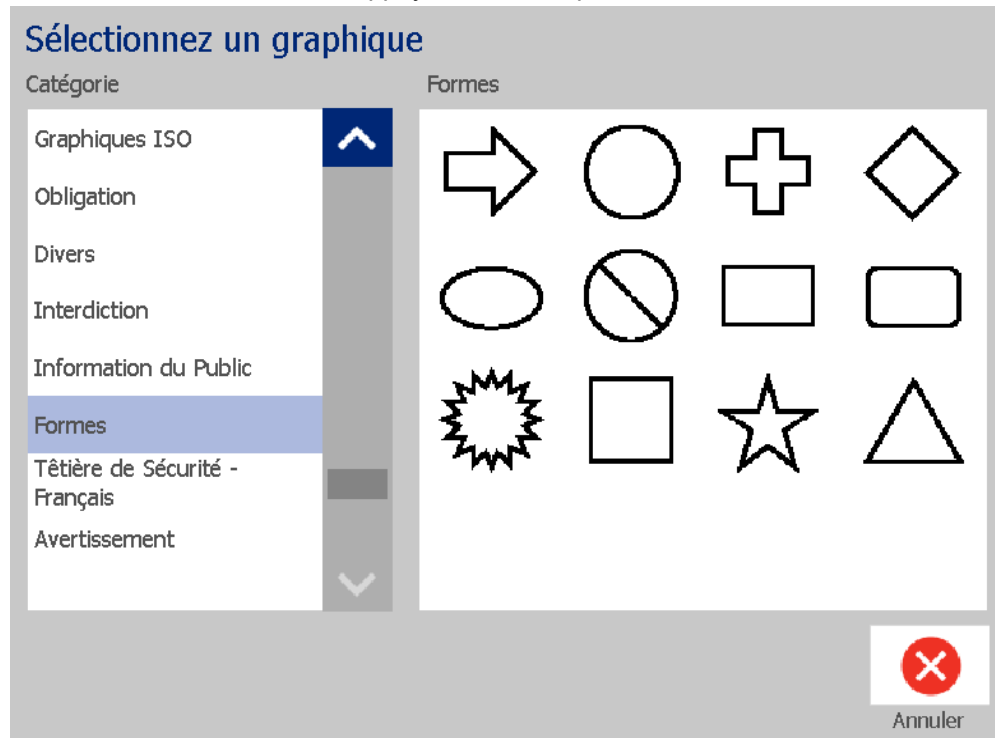 Sélectionnez un graphique
Catégorie
Formes
Graphiques ISO
Obligation
Divers
Interdiction
Information du Public
Formes
Têtière de Sécurité -
Français
Avertissement
Annuler